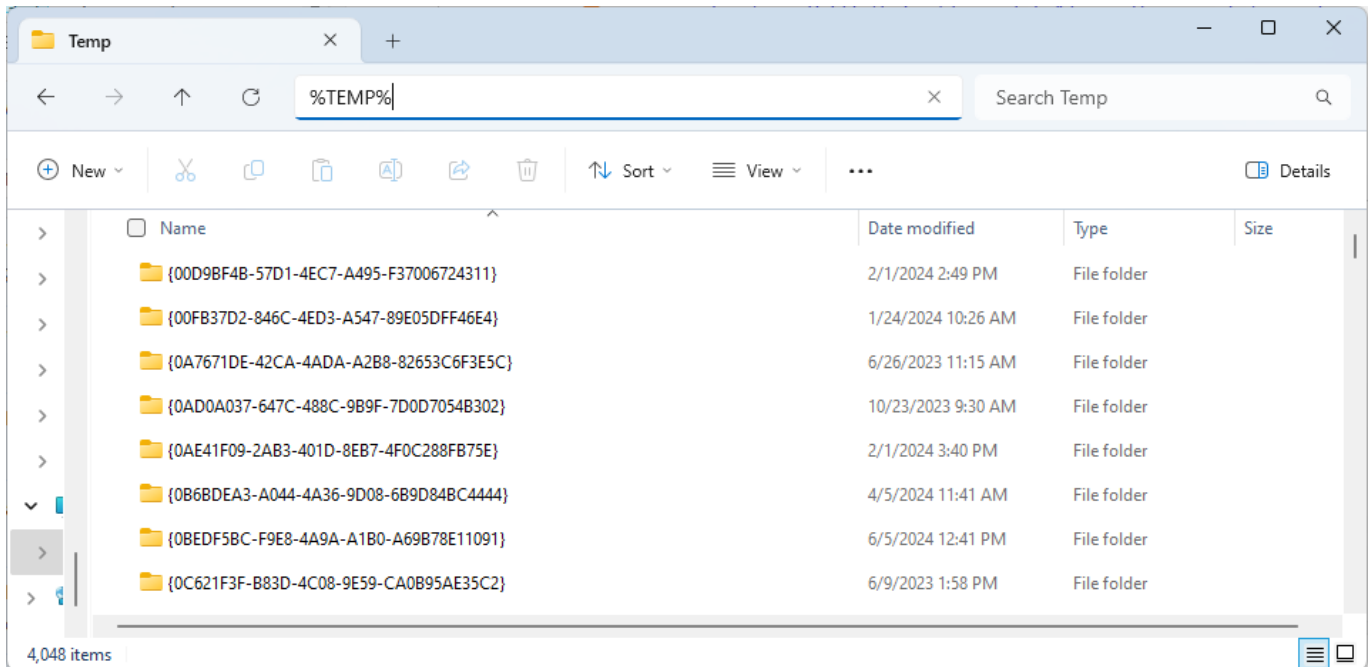 Temp
%TEMP%
Search Temp
New Sort View ... Details
Name Date modified Type Size
{00D9BF4B-57D1-4EC7-A495-F37006724311} 2/1/2024 2:49 PM File folder
{00FB37D2-846C-4ED3-A547-89E05DFF46E4} 1/24/2024 10:26 AM File folder
{0A7671DE-42CA-4ADA-A2B8-82653C6F3E5C} 6/26/2023 11:15 AM File folder
{0AD0A037-647C-488C-9B9F-7D0D7054B302} 10/23/2023 9:30 AM File folder
{0AE41F09-2AB3-401D-8EB7-4F0C288FB75E} 2/1/2024 3:40 PM File folder
{0B6BDEA3-A044-4A36-9D08-6B9D84BC4444} 4/5/2024 11:41 AM File folder
{0BEDF5BC-F9E8-4A9A-A1B0-A69B78E11091} 6/5/2024 12:41 PM File folder
{0C621F3F-B83D-4C08-9E59-CA0B95AE35C2} 6/9/2023 1:58 PM File folder
4,048 items